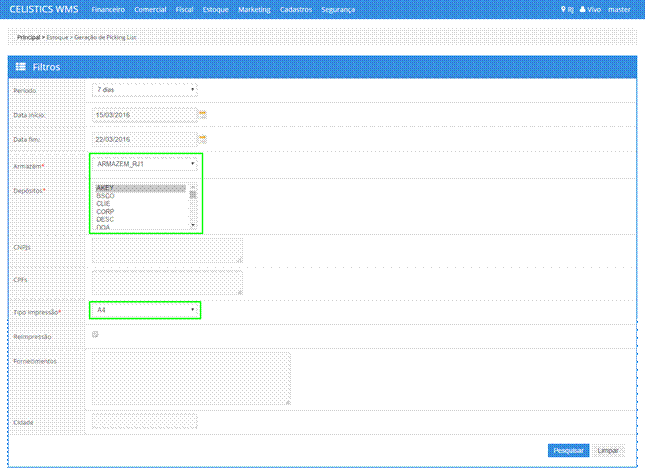 CELISTICS WMS Financeiro Comercial Fiscal Estoque Marketing Cadastros Segurança RJ Vivo master
Principal > Estoque > Geração de Picking List
Filtros
Período 7 dias
Data início: 15/03/2016
Data fim: 22/03/2016
Armazém* ARMAZEM_RJ1
Depósitos* AKEY
BSCO
CLIE
CORP
DESC
DOA
CNPJs
CPFs
Tipo Impressão* A4
Reimpressão
Fornecimentos
Cidade
Pesquisar Limpar